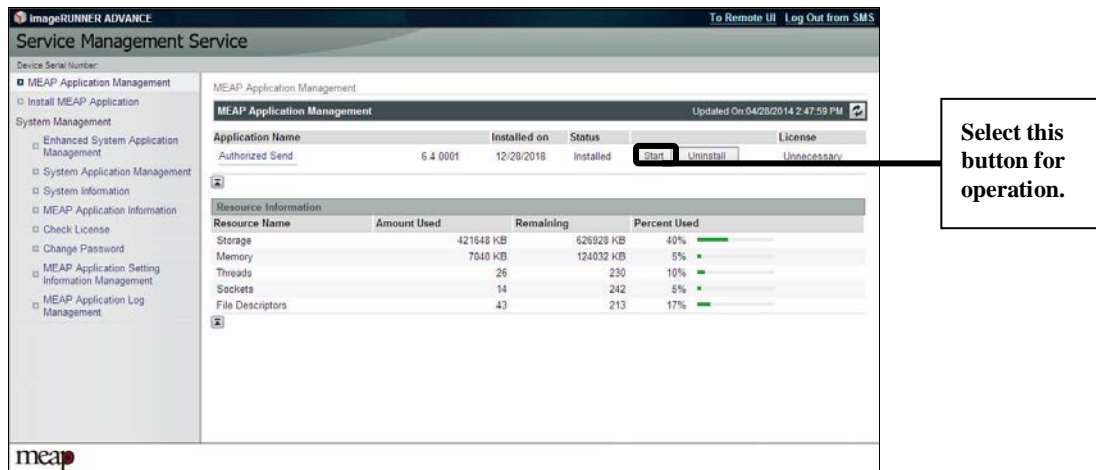 imageRUNNER ADVANCE
To Remote UI Log Out from SMS
Service Management Service
Device Serial Number:
MEAP Application Management
Install MEAP Application
System Management
Enhanced System Application
Management
System Application Management
System Information
MEAP Application Information
Check License
Change Password
MEAP Application Setting
Information Management
MEAP Application Log
Management
MEAP Application Management
MEAP Application Management Updated On:04/28/2014 2:47:59 PM
Application Name Installed on Status License
Authorized Send 6.4.0001 12/28/2018 Installed Start Uninstall Unnecessary
Resource Information
Resource Name Amount Used Remaining Percent Used
Storage 421648 KB 626928 KB 40%
Memory 7040 KB 124032 KB 5%
Threads 26 230 10%
Sockets 14 242 5%
File Descriptors 43 213 17%
meap
Select this
button for
operation.